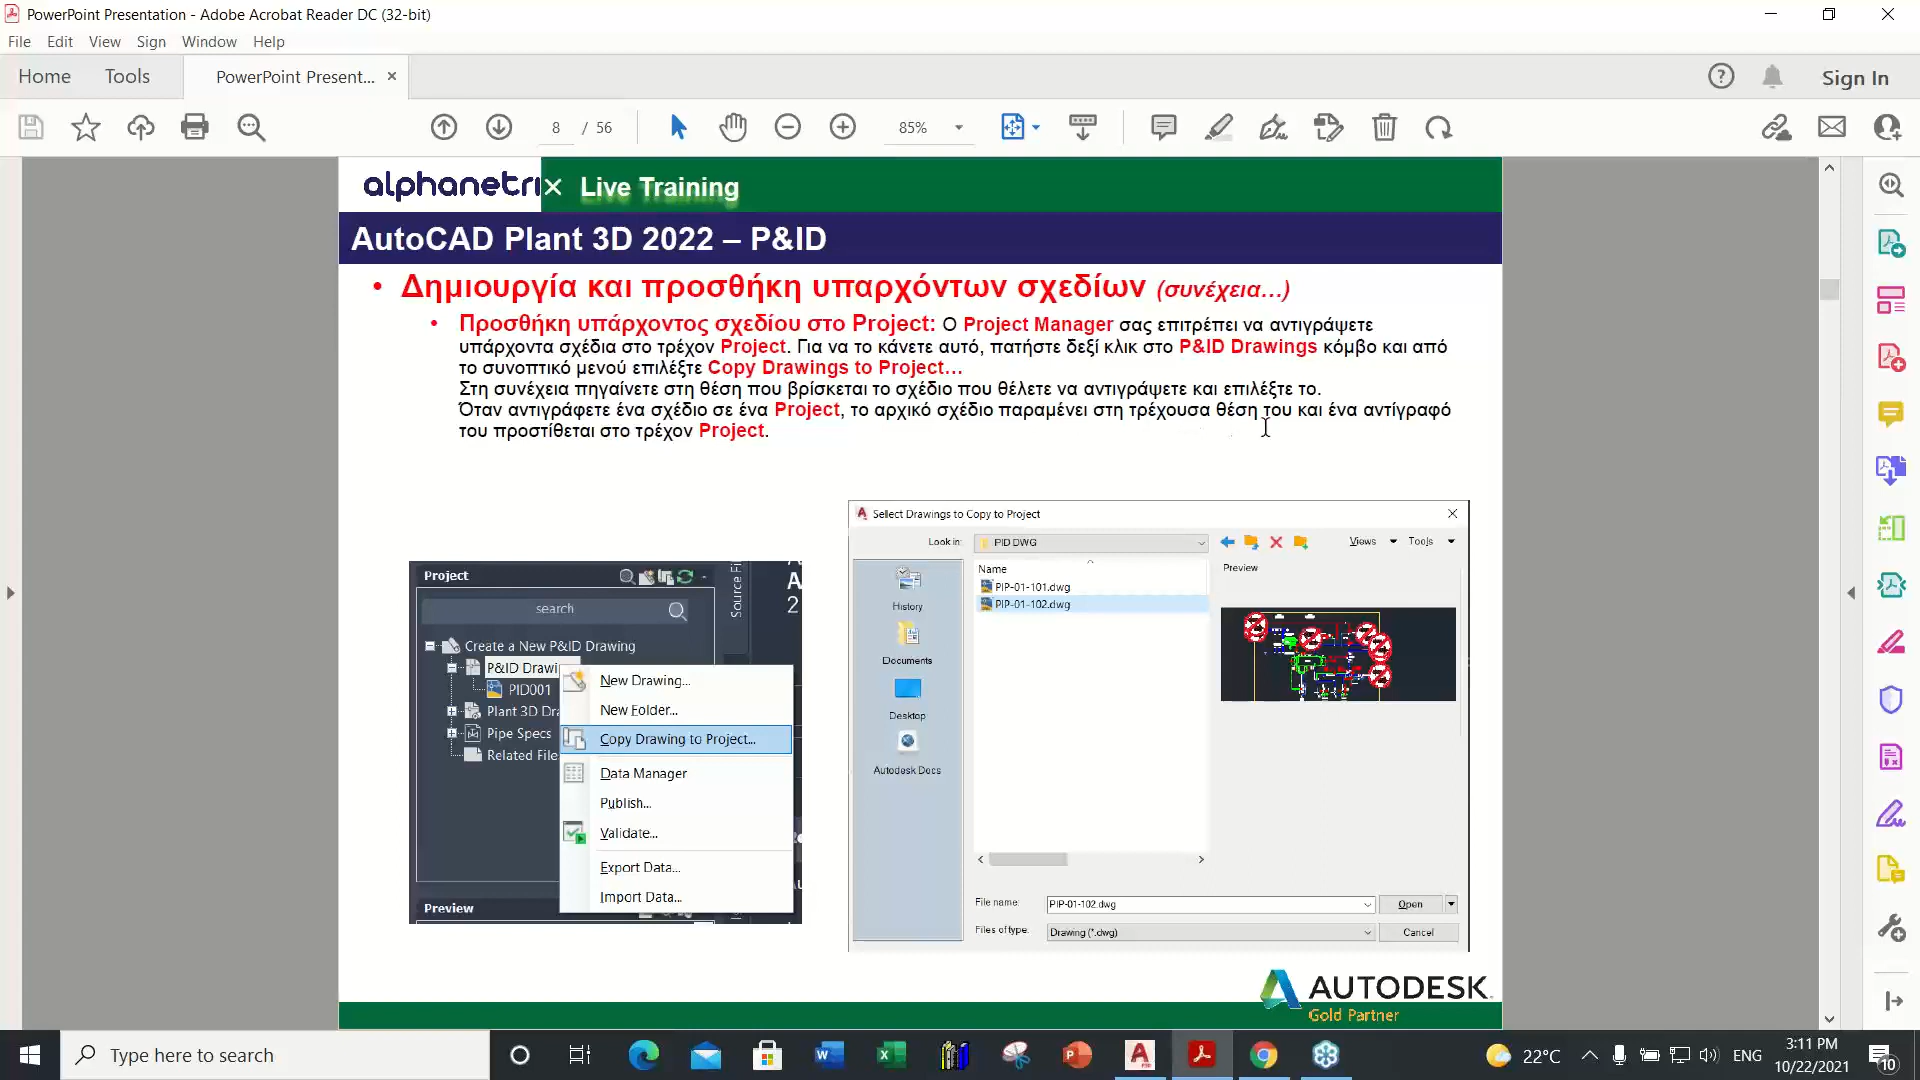 PowerPoint Presentation - Adobe Acrobat Reader DC (32-bit)
File Edit View Sign Window Help
Home Tools PowerPoint Present... Sign In
8 / 56 85%
alphanetri Live Training
AutoCAD Plant 3D 2022 – P&ID
• Δημιουργία και προσθήκη υπαρχόντων σχεδίων (συνέχεια…)
• Προσθήκη υπάρχοντος σχεδίου στο Project: Ο Project Manager σας επιτρέπει να αντιγράψετε
υπάρχοντα σχέδια στο τρέχον Project. Για να το κάνετε αυτό, πατήστε δεξί κλικ στο P&ID Drawings κόμβο και από
το συνοπτικό μενού επιλέξτε Copy Drawings to Project…
Στη συνέχεια πηγαίνετε στη θέση που βρίσκεται το σχέδιο που θέλετε να αντιγράψετε και επιλέξτε το.
Όταν αντιγράφετε ένα σχέδιο σε ένα Project, το αρχικό σχέδιο παραμένει στη τρέχουσα θέση του και ένα αντίγραφό
του προστίθεται στο τρέχον Project.
Project
search
Source Fi
Create a New P&ID Drawing
P&ID Drawi
PID001
Plant 3D Dra
Pipe Specs
Related File
New Drawing...
New Folder...
Copy Drawing to Project...
Data Manager
Publish...
Validate...
Export Data...
Import Data...
Preview
Select Drawings to Copy to Project
Look in: PID DWG Views Tools
Name
PIP-01-101.dwg
PIP-01-102.dwg
Preview
History
Documents
Desktop
Autodesk Docs
File name: PIP-01-102.dwg Open
Files of type: Drawing (*.dwg) Cancel
AUTODESK
Gold Partner
Type here to search
22°C ENG
3:11 PM
10/22/2021
10